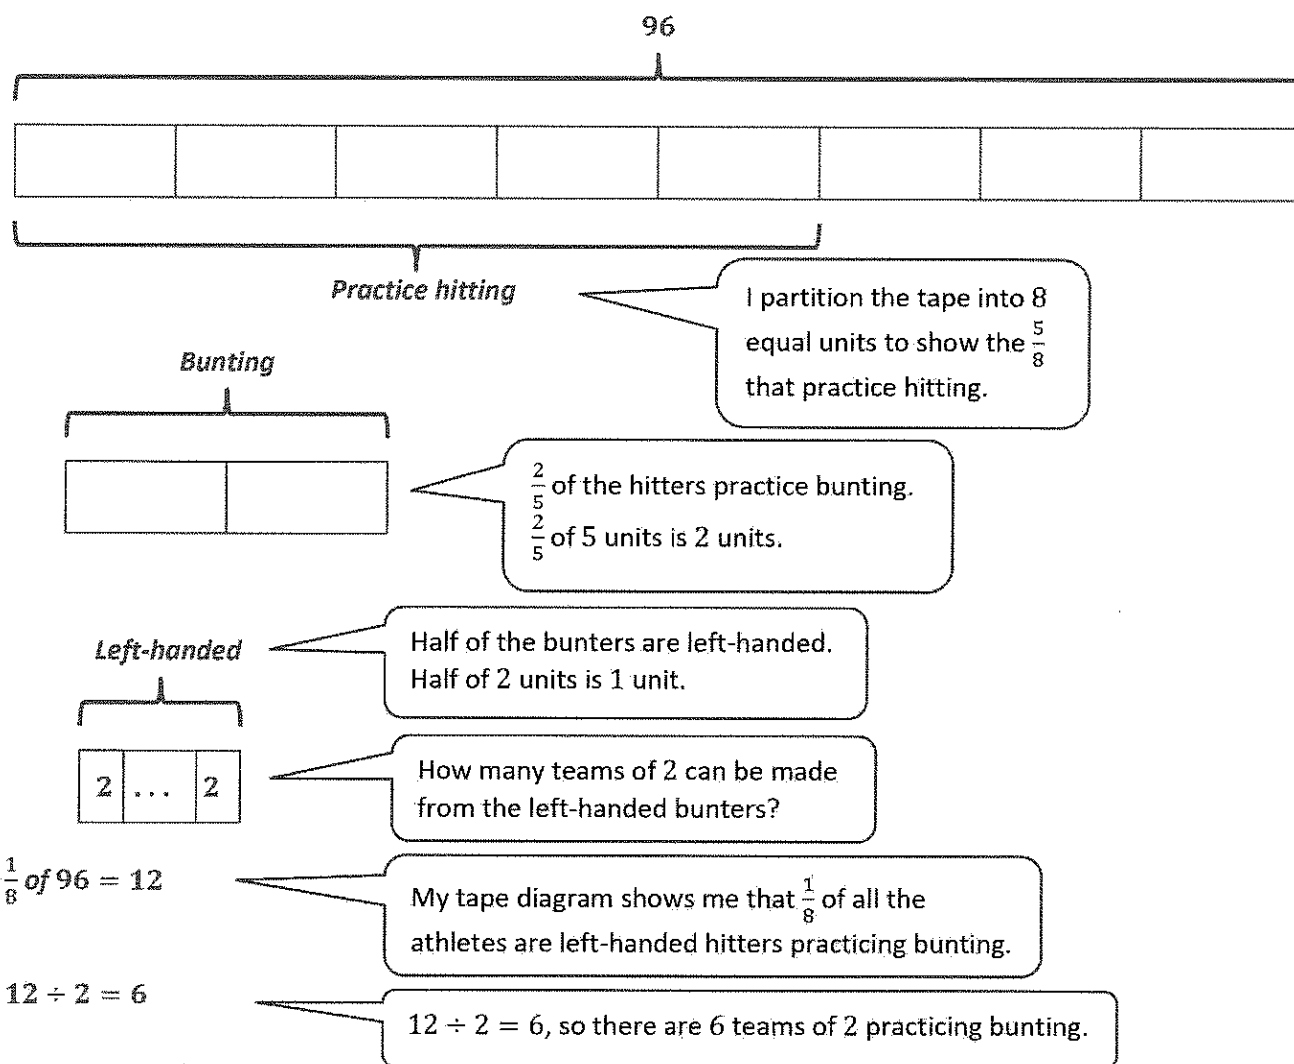 96
Practice hitting
I partition the tape into 8
equal units to show the 5/8
that practice hitting.
Bunting
2/5 of the hitters practice bunting.
2/5 of 5 units is 2 units.
Left-handed
Half of the bunters are left-handed.
Half of 2 units is 1 unit.
2 ... 2
How many teams of 2 can be made
from the left-handed bunters?
1/8 of 96 = 12
My tape diagram shows me that 1/8 of all the
athletes are left-handed hitters practicing bunting.
12 ÷ 2 = 6
12 ÷ 2 = 6, so there are 6 teams of 2 practicing bunting.